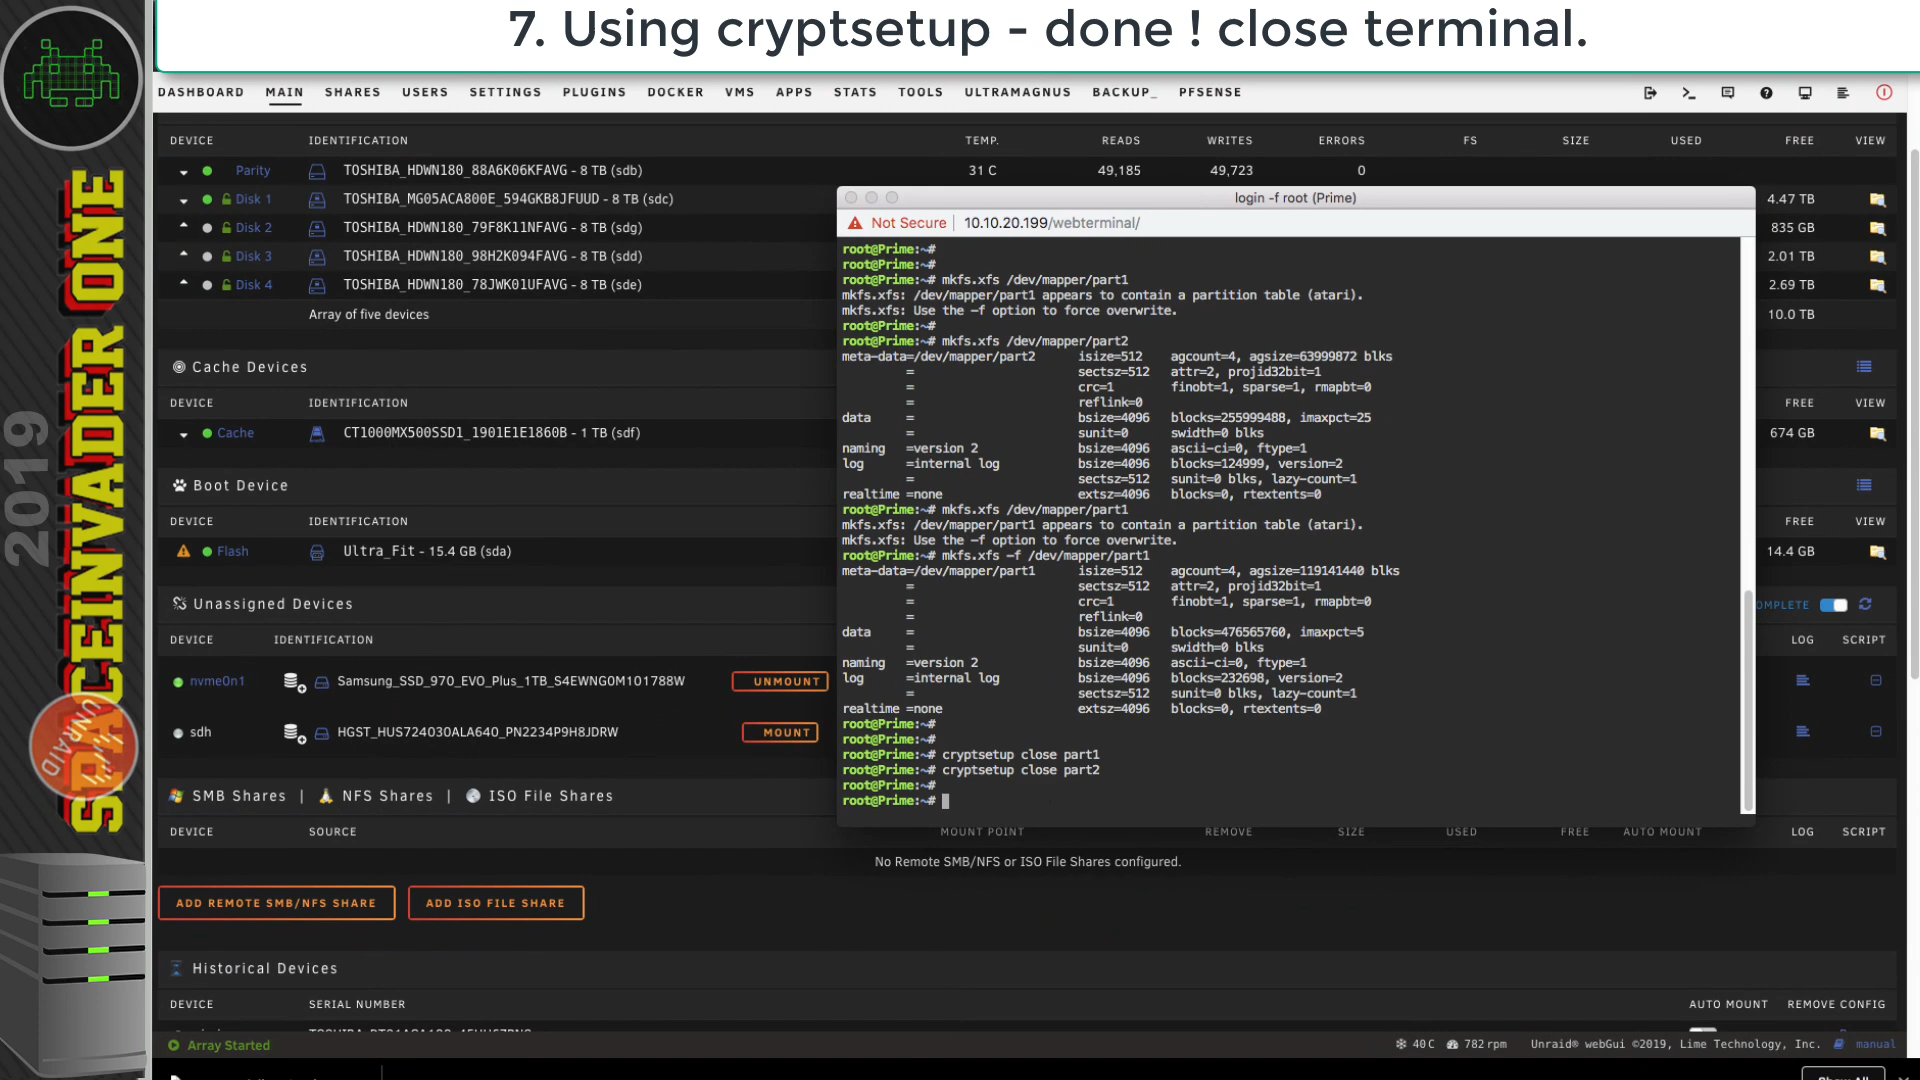 7. Using cryptsetup - done ! close terminal.
2019
SPACEINVADER ONE
UNRAID
DASHBOARD MAIN SHARES USERS SETTINGS PLUGINS DOCKER VMS APPS STATS TOOLS ULTRAMAGNUS BACKUP_ PFSENSE
DEVICE IDENTIFICATION TEMP. READS WRITES ERRORS FS SIZE USED FREE VIEW
Parity TOSHIBA_HDWN180_88A6K06KFAVG - 8 TB (sdb) 31 C 49,185 49,723 0
Disk 1 TOSHIBA_MG05ACA800E_594GKB8JFUUD - 8 TB (sdc) 4.47 TB
Disk 2 TOSHIBA_HDWN180_79F8K11NFAVG - 8 TB (sdg) 835 GB
Disk 3 TOSHIBA_HDWN180_98H2K094FAVG - 8 TB (sdd) 2.01 TB
Disk 4 TOSHIBA_HDWN180_78JWK01UFAVG - 8 TB (sde) 2.69 TB
Array of five devices 10.0 TB
Cache Devices
DEVICE IDENTIFICATION FREE VIEW
Cache CT1000MX500SSD1_1901E1E1860B - 1 TB (sdf) 674 GB
Boot Device
DEVICE IDENTIFICATION FREE VIEW
Flash Ultra_Fit - 15.4 GB (sda) 14.4 GB
Unassigned Devices OMPLETE
DEVICE IDENTIFICATION LOG SCRIPT
nvme0n1 Samsung_SSD_970_EVO_Plus_1TB_S4EWNG0M101788W UNMOUNT
sdh HGST_HUS724030ALA640_PN2234P9H8JDRW MOUNT
login -f root (Prime)
Not Secure | 10.10.20.199/webterminal/
root@Prime:~#
root@Prime:~#
root@Prime:~# mkfs.xfs /dev/mapper/part1
mkfs.xfs: /dev/mapper/part1 appears to contain a partition table (atari).
mkfs.xfs: Use the -f option to force overwrite.
root@Prime:~#
root@Prime:~# mkfs.xfs /dev/mapper/part2
meta-data=/dev/mapper/part2 isize=512 agcount=4, agsize=63999872 blks
= sectsz=512 attr=2, projid32bit=1
= crc=1 finobt=1, sparse=1, rmapbt=0
= reflink=0
data = bsize=4096 blocks=255999488, imaxpct=25
= sunit=0 swidth=0 blks
naming =version 2 bsize=4096 ascii-ci=0, ftype=1
log =internal log bsize=4096 blocks=124999, version=2
= sectsz=512 sunit=0 blks, lazy-count=1
realtime =none extsz=4096 blocks=0, rtextents=0
root@Prime:~# mkfs.xfs /dev/mapper/part1
mkfs.xfs: /dev/mapper/part1 appears to contain a partition table (atari).
mkfs.xfs: Use the -f option to force overwrite.
root@Prime:~# mkfs.xfs -f /dev/mapper/part1
meta-data=/dev/mapper/part1 isize=512 agcount=4, agsize=119141440 blks
= sectsz=512 attr=2, projid32bit=1
= crc=1 finobt=1, sparse=1, rmapbt=0
= reflink=0
data = bsize=4096 blocks=476565760, imaxpct=5
= sunit=0 swidth=0 blks
naming =version 2 bsize=4096 ascii-ci=0, ftype=1
log =internal log bsize=4096 blocks=232698, version=2
= sectsz=512 sunit=0 blks, lazy-count=1
realtime =none extsz=4096 blocks=0, rtextents=0
root@Prime:~#
root@Prime:~#
root@Prime:~# cryptsetup close part1
root@Prime:~# cryptsetup close part2
root@Prime:~#
root@Prime:~#
SMB Shares | NFS Shares | ISO File Shares
DEVICE SOURCE MOUNT POINT REMOVE SIZE USED FREE AUTO MOUNT LOG SCRIPT
No Remote SMB/NFS or ISO File Shares configured.
ADD REMOTE SMB/NFS SHARE ADD ISO FILE SHARE
Historical Devices
DEVICE SERIAL NUMBER AUTO MOUNT REMOVE CONFIG
Array Started 40 C 782 rpm Unraid® webGui ©2019, Lime Technology, Inc. manual